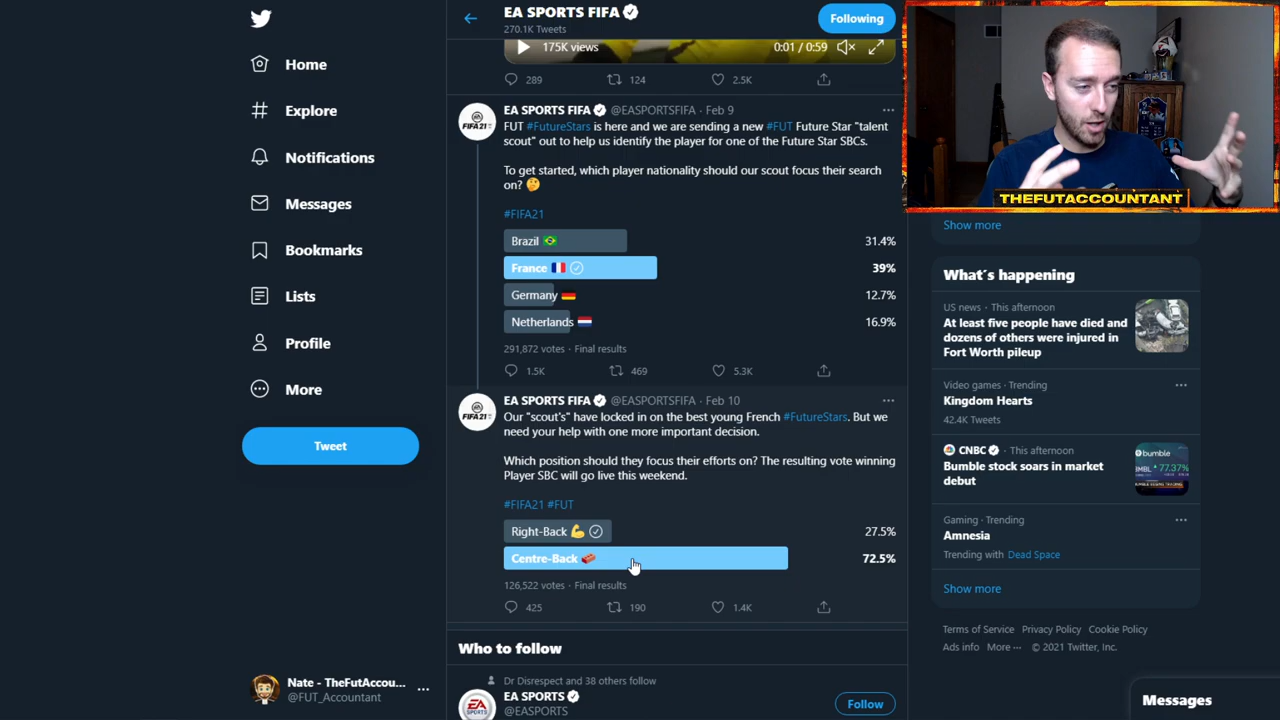 Home
Explore
Notifications
Messages
Bookmarks
Lists
Profile
More
Tweet
Nate - TheFutAccou...
@FUT_Accountant
EA SPORTS FIFA
270.1K Tweets
Following
175K views
0:01 / 0:59
289
124
2.5K
EA SPORTS FIFA @EASPORTSFIFA · Feb 9
FUT #FutureStars is here and we are sending a new #FUT Future Star "talent
scout" out to help us identify the player for one of the Future Star SBCs.
To get started, which player nationality should our scout focus their search
on? 🤔
#FIFA21
Brazil 🇧🇷 31.4%
France 🇫🇷 39%
Germany 🇩🇪 12.7%
Netherlands 🇳🇱 16.9%
291,872 votes · Final results
1.5K
469
5.3K
EA SPORTS FIFA @EASPORTSFIFA · Feb 10
Our "scout's" have locked in on the best young French #FutureStars. But we
need your help with one more important decision.
Which position should they focus their efforts on? The resulting vote winning
Player SBC will go live this weekend.
#FIFA21 #FUT
Right-Back 💪 27.5%
Centre-Back 🧱 72.5%
126,522 votes · Final results
425
190
1.4K
Who to follow
Dr Disrespect and 38 others follow
EA SPORTS
@EASPORTS
Follow
THEFUTACCOUNTANT
Show more
What's happening
US news · This afternoon
At least five people have died and
dozens of others were injured in
Fort Worth pileup
Video games · Trending
Kingdom Hearts
42.4K Tweets
CNBC · This afternoon
Bumble stock soars in market
debut
bumble
77.37%
Gaming · Trending
Amnesia
Trending with Dead Space
Show more
Terms of Service Privacy Policy Cookie Policy
Ads info More ··· © 2021 Twitter, Inc.
Messages